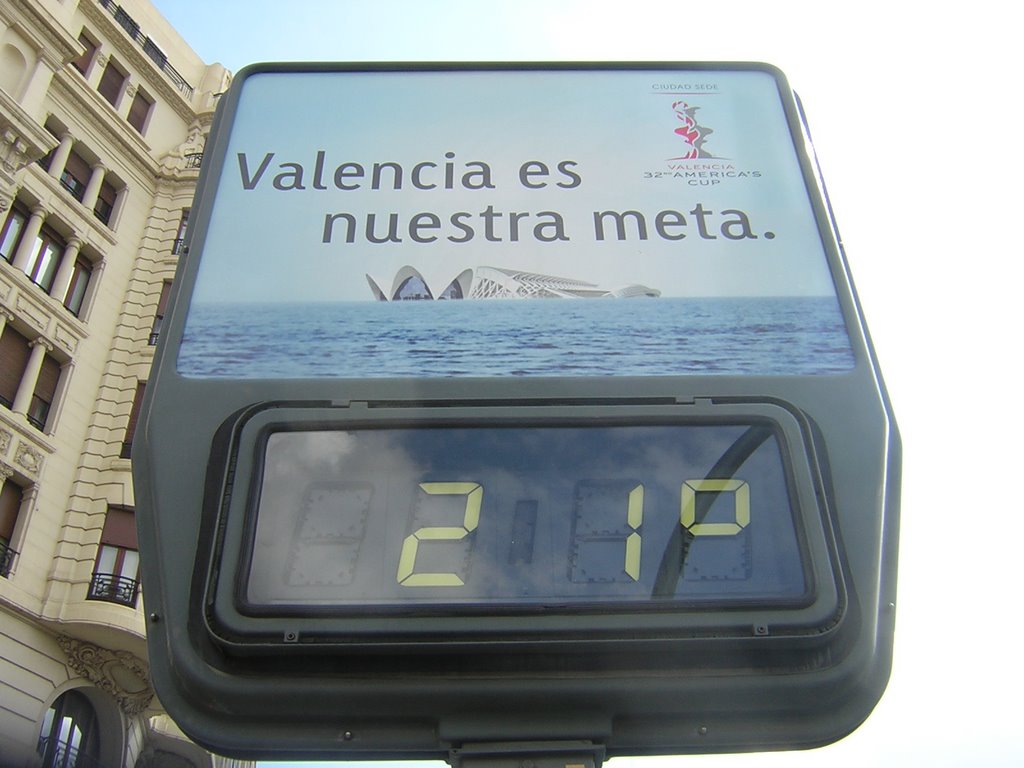 CIUDAD SEDE
VALENCIA
32ND AMERICA'S
CUP
Valencia es
nuestra meta.
21°